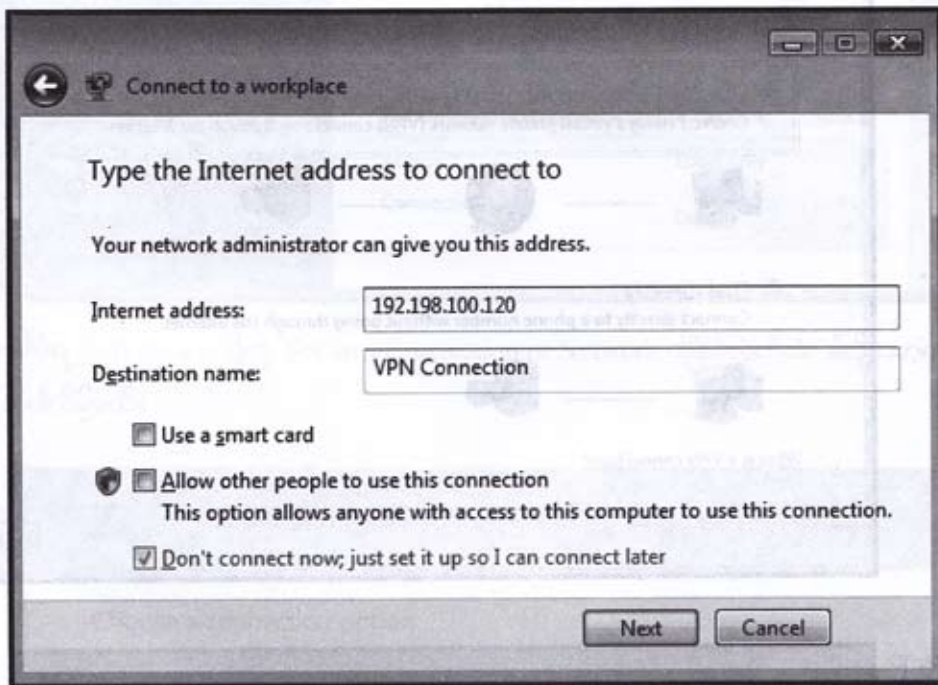 Connect to a workplace
Type the Internet address to connect to
Your network administrator can give you this address.
Internet address:
192.198.100.120
Destination name:
VPN Connection
Use a smart card
Allow other people to use this connection
This option allows anyone with access to this computer to use this connection.
Don't connect now; just set it up so I can connect later
Next
Cancel